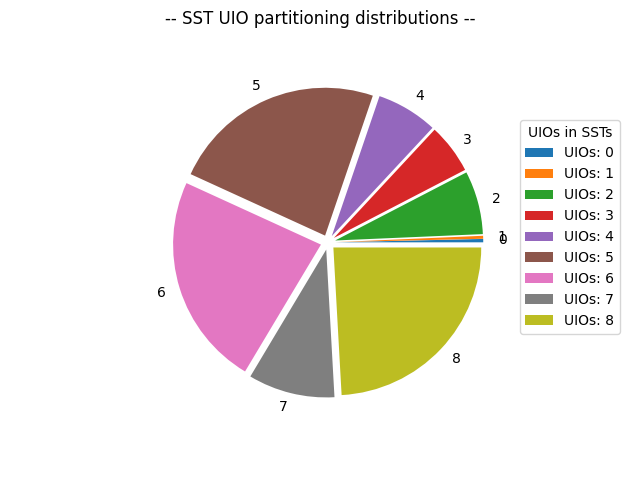 -- SST UIO partitioning distributions --
5
4
3
2
1
0
6
7
8
UIOs in SSTs
UIOs: 0
UIOs: 1
UIOs: 2
UIOs: 3
UIOs: 4
UIOs: 5
UIOs: 6
UIOs: 7
UIOs: 8